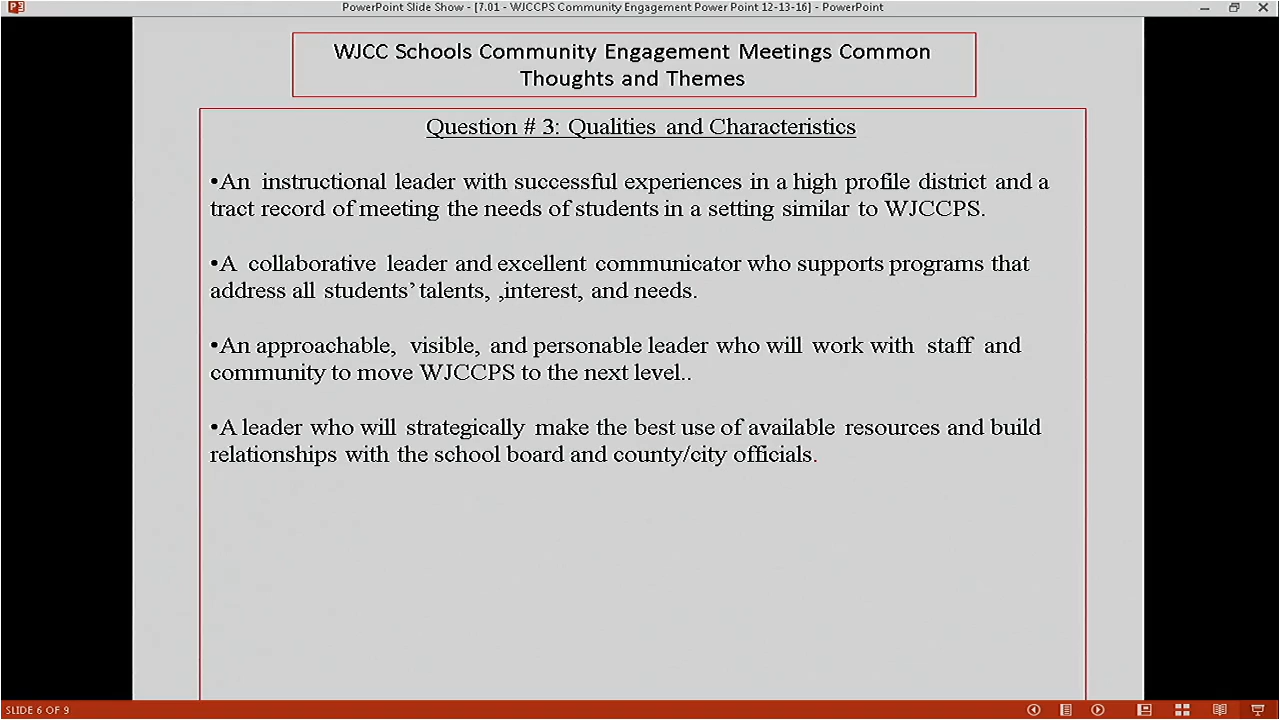 PowerPoint Slide Show - [7.01 - WJCCPS Community Engagement Power Point 12-13-16] - PowerPoint
WJCC Schools Community Engagement Meetings Common
Thoughts and Themes
Question # 3: Qualities and Characteristics
•An instructional leader with successful experiences in a high profile district and a
tract record of meeting the needs of students in a setting similar to WJCCPS.
•A collaborative leader and excellent communicator who supports programs that
address all students’ talents, ,interest, and needs.
•An approachable, visible, and personable leader who will work with staff and
community to move WJCCPS to the next level..
•A leader who will strategically make the best use of available resources and build
relationships with the school board and county/city officials.
SLIDE 6 OF 9